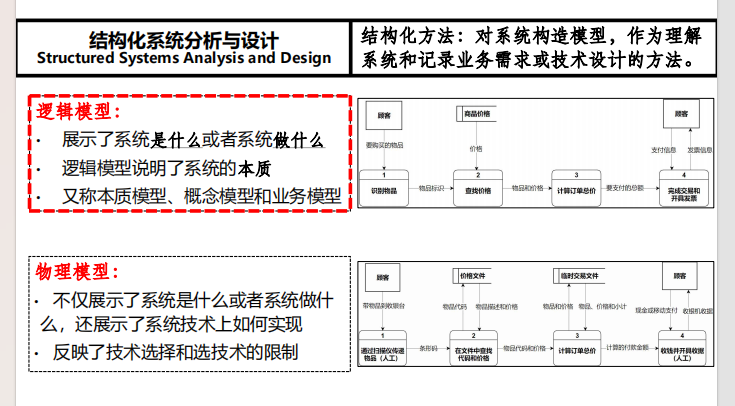 结构化系统分析与设计
Structured Systems Analysis and Design
结构化方法：对系统构造模型，作为理解
系统和记录业务需求或技术设计的方法。
逻辑模型：
• 展示了系统是什么或者系统做什么
• 逻辑模型说明了系统的本质
• 又称本质模型、概念模型和业务模型
顾客
商品价格
顾客
要购买的物品
价格
支付信息
发票信息
1
识别物品
物品标识
2
查找价格
物品和价格
3
计算订单总价
要支付的总额
4
完成交易和
开具发票
物理模型：
• 不仅展示了系统是什么或者系统做什
么，还展示了系统技术上如何实现
• 反映了技术选择和选技术的限制
顾客
价格文件
临时交易文件
顾客
带物品到收银台
物品代码
物品描述和价格
物品和价格
物品、价格和小计
现金或移动支付
收银机收据
1
通过扫描仪传递
物品（人工）
条形码
2
在文件中查找
代码和价格
物品代码和价格
3
计算订单总价
计算的付款金额
4
收钱并开具收据
（人工）